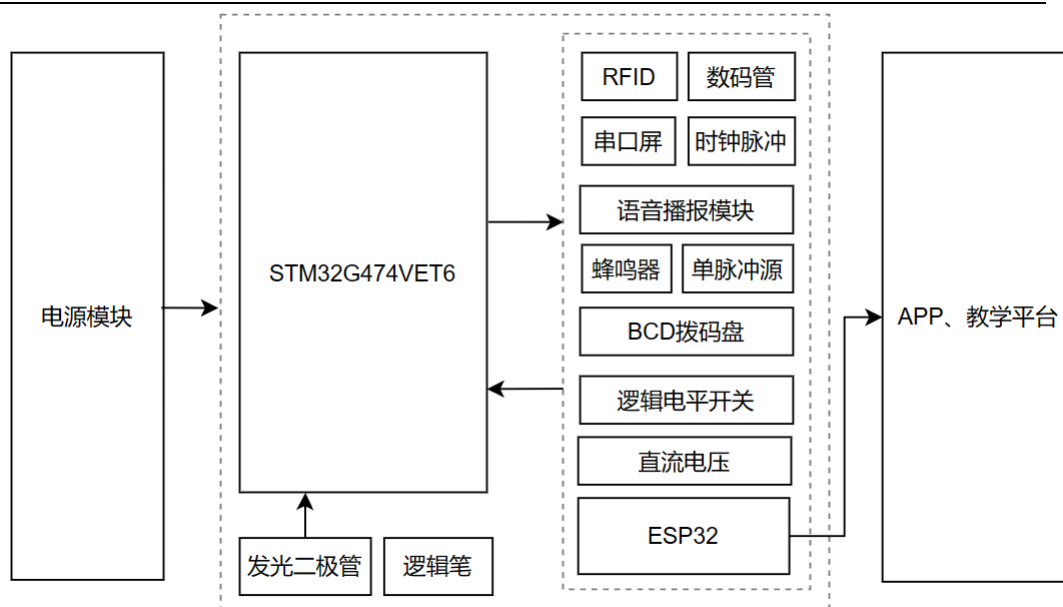 电源模块
STM32G474VET6
发光二极管
逻辑笔
RFID
数码管
串口屏
时钟脉冲
语音播报模块
蜂鸣器
单脉冲源
BCD拨码盘
逻辑电平开关
直流电压
ESP32
APP、教学平台